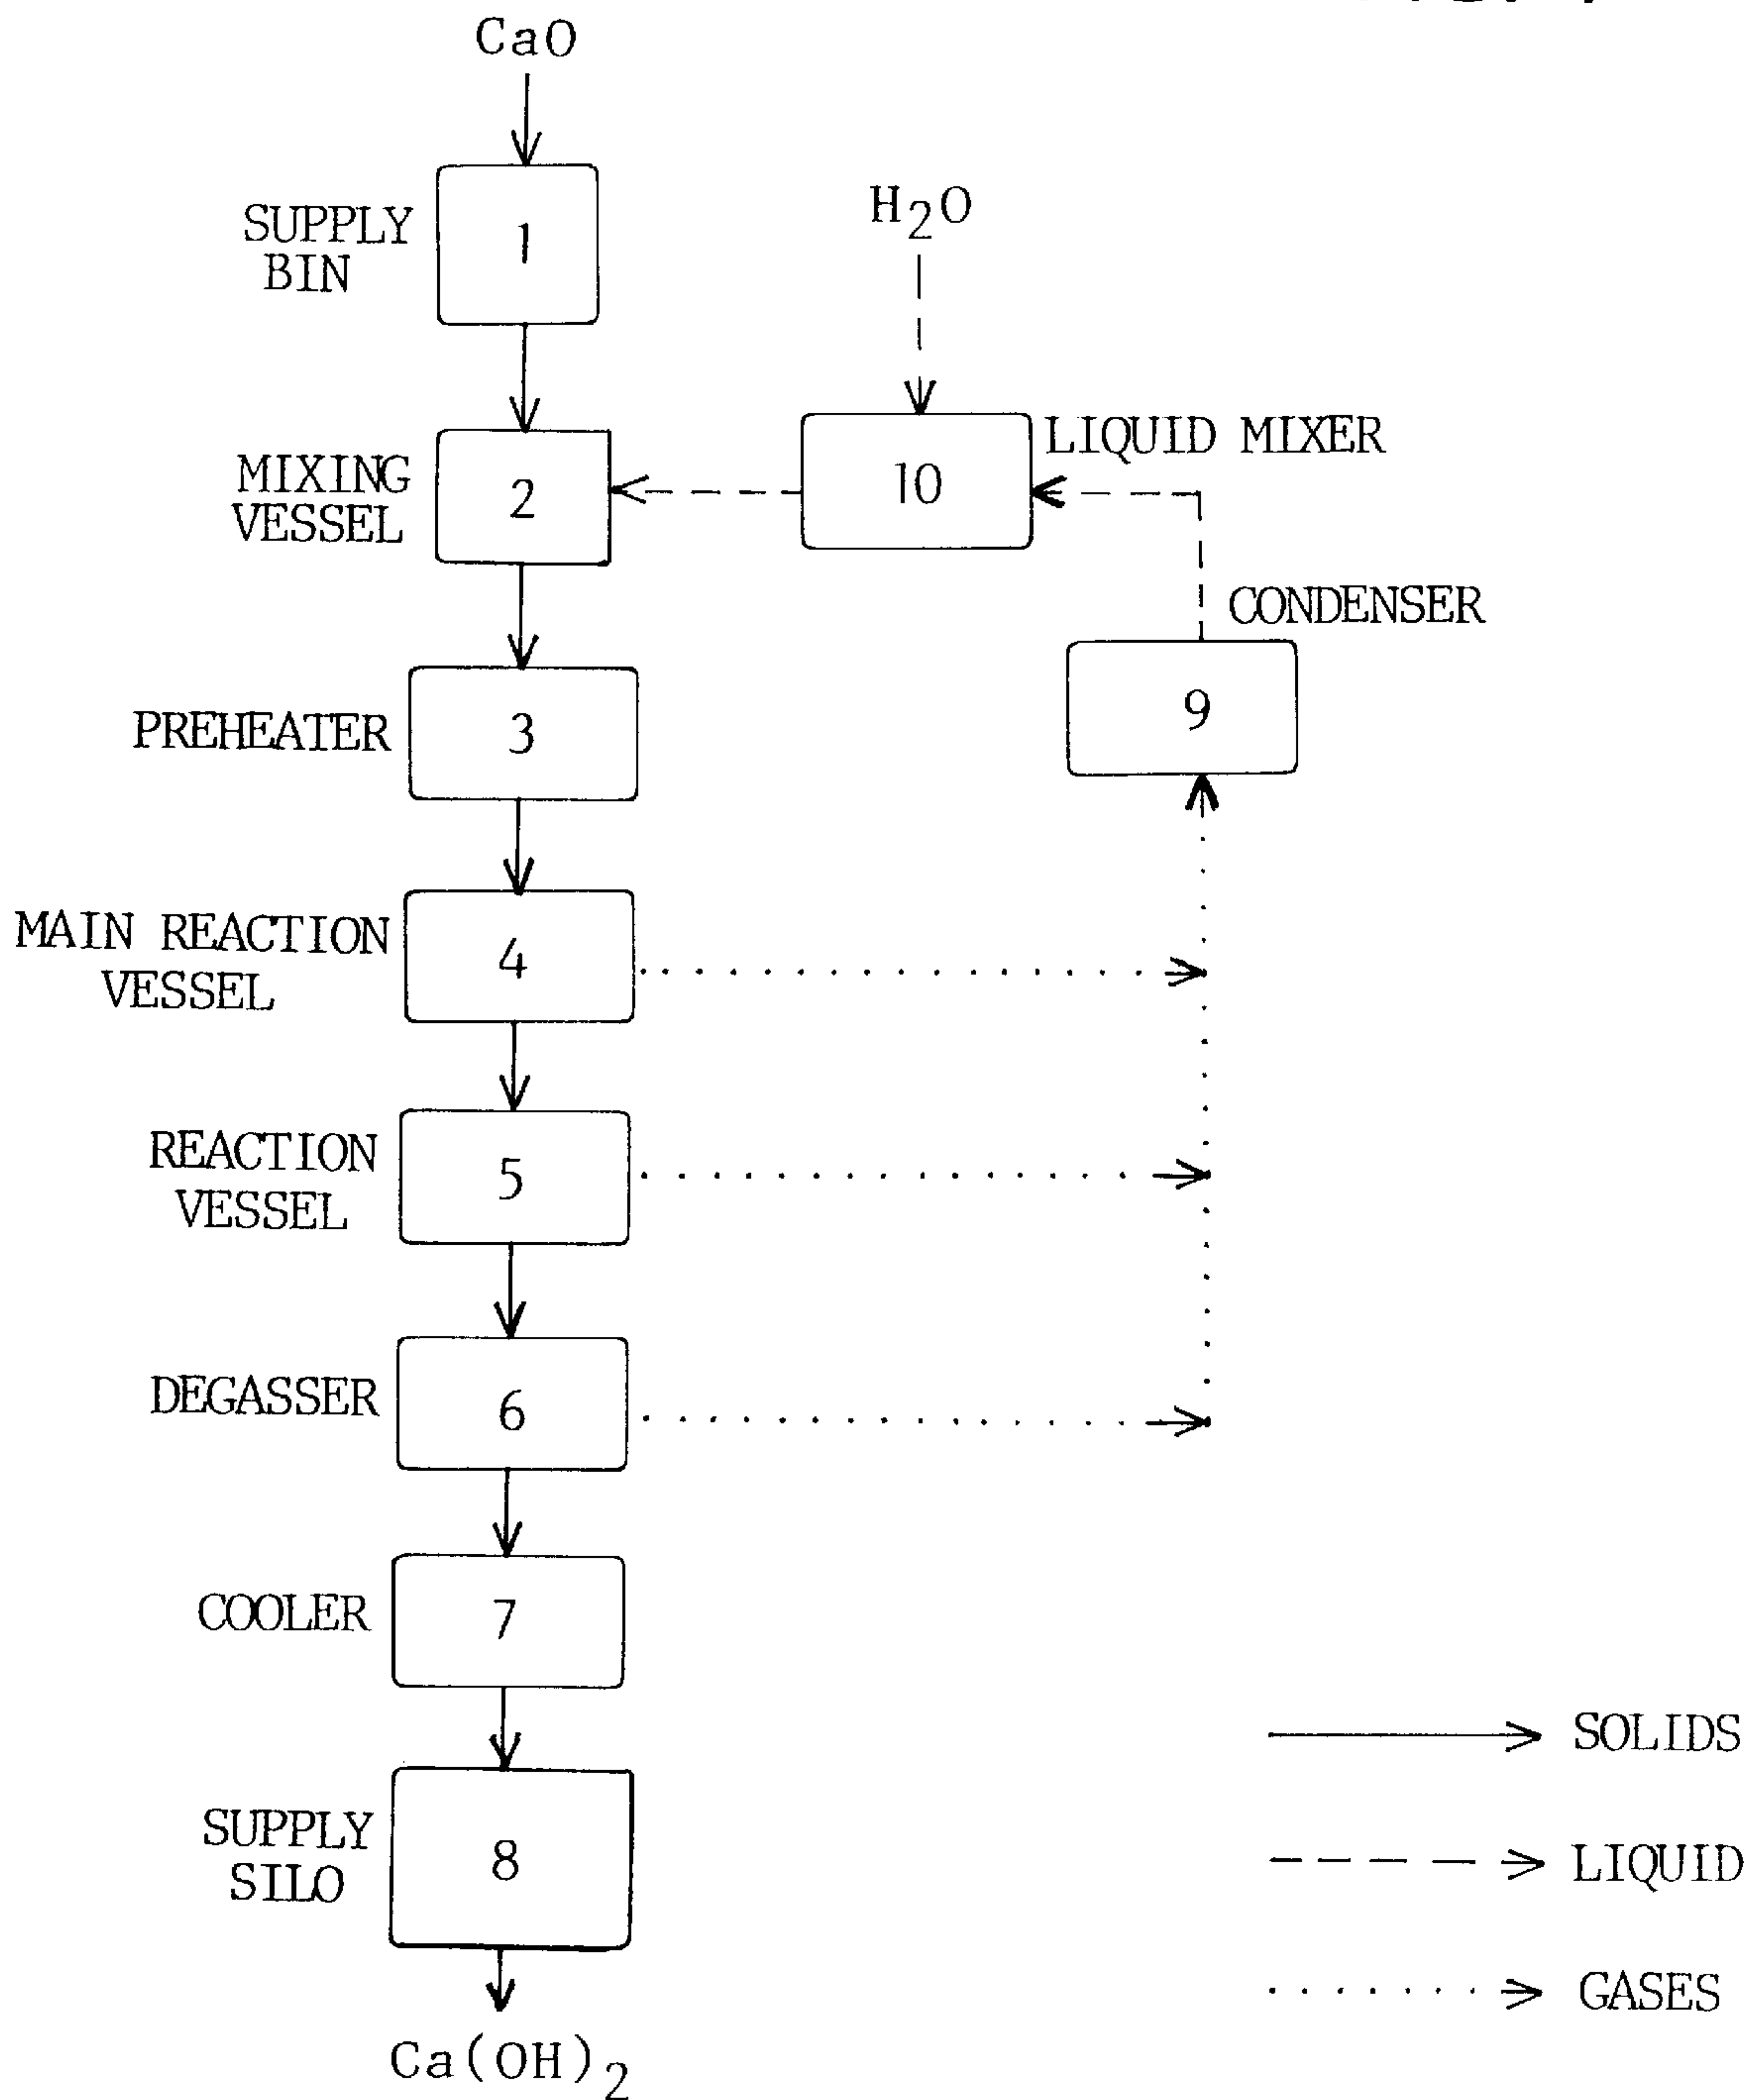 CaO
SUPPLY
BIN
1
H2O
MIXING
VESSEL
2
10
LIQUID MIXER
CONDENSER
PREHEATER
3
9
MAIN REACTION
VESSEL
4
REACTION
VESSEL
5
DEGASSER
6
COOLER
7
SOLIDS
SUPPLY
SILO
8
LIQUID
GASES
Ca(OH)2